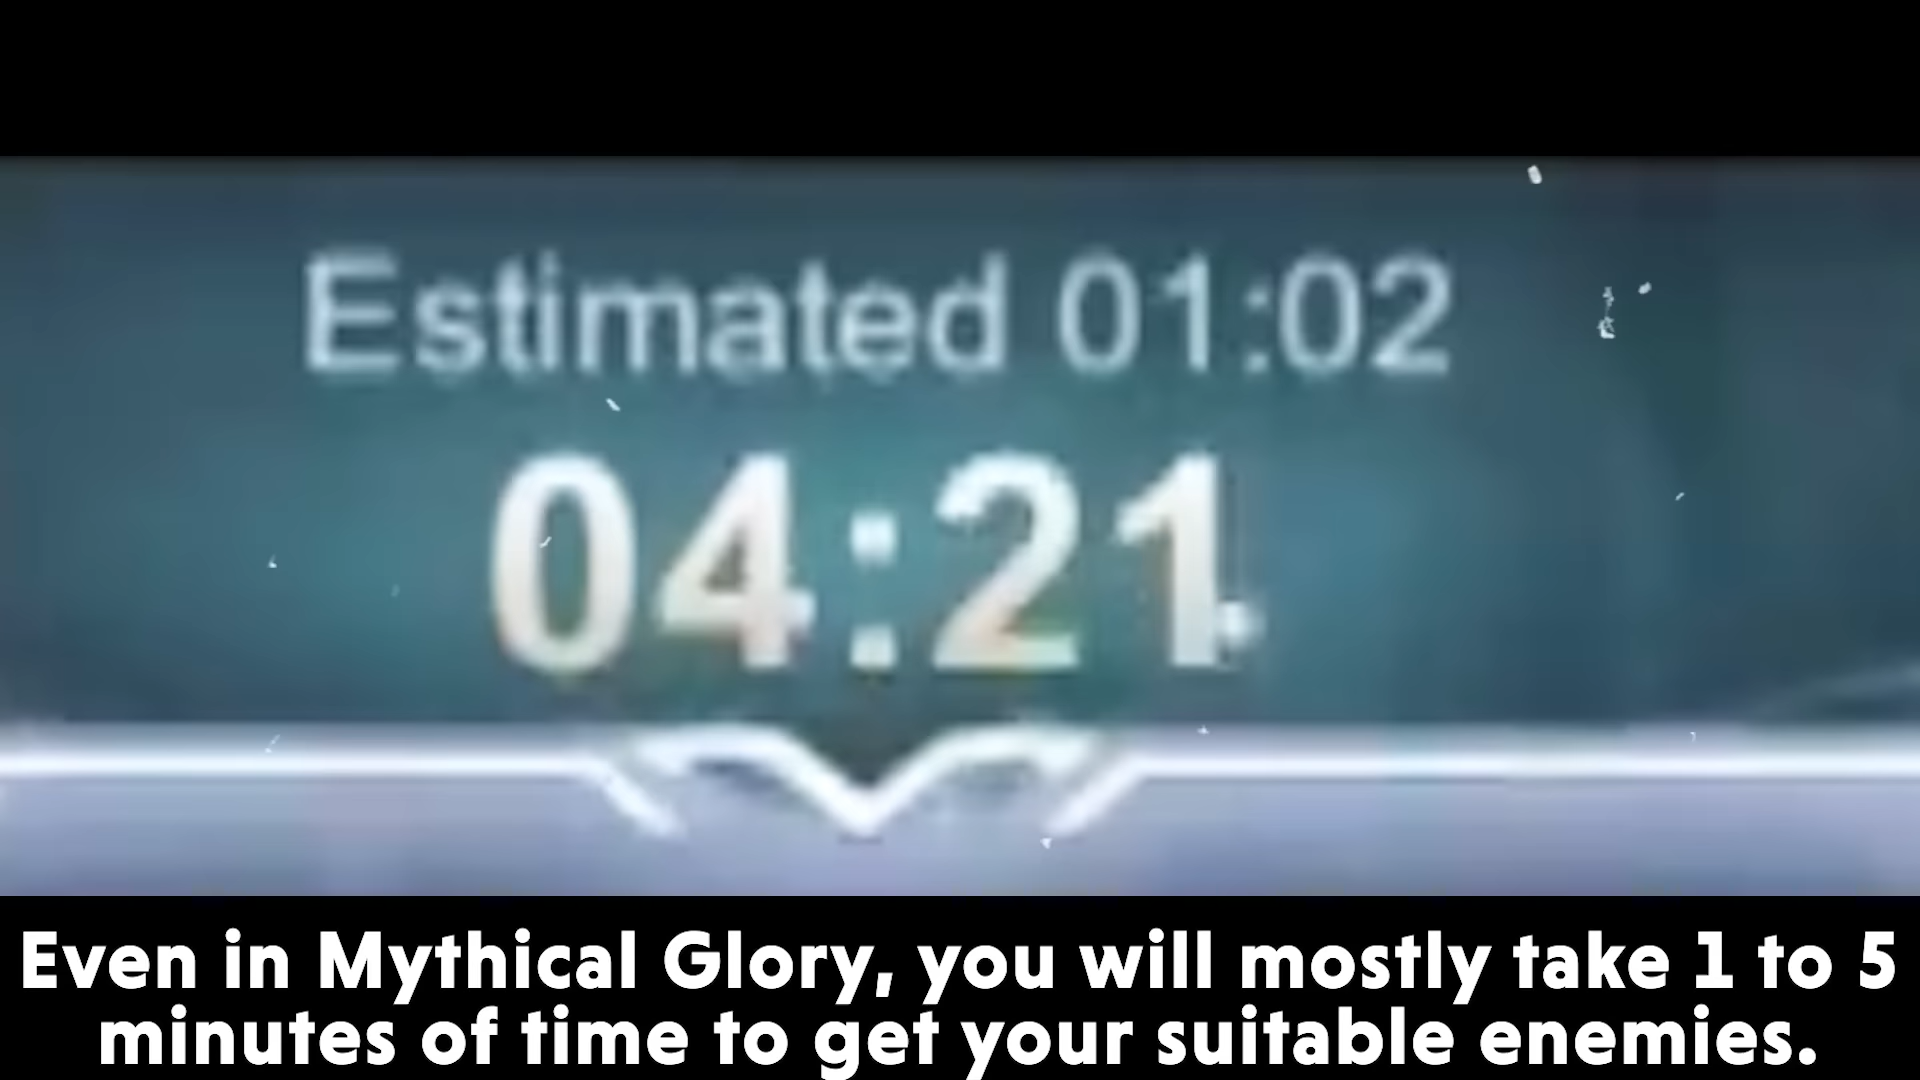 Estimated 01:02
04:21
Even in Mythical Glory, you will mostly take 1 to 5
minutes of time to get your suitable enemies.